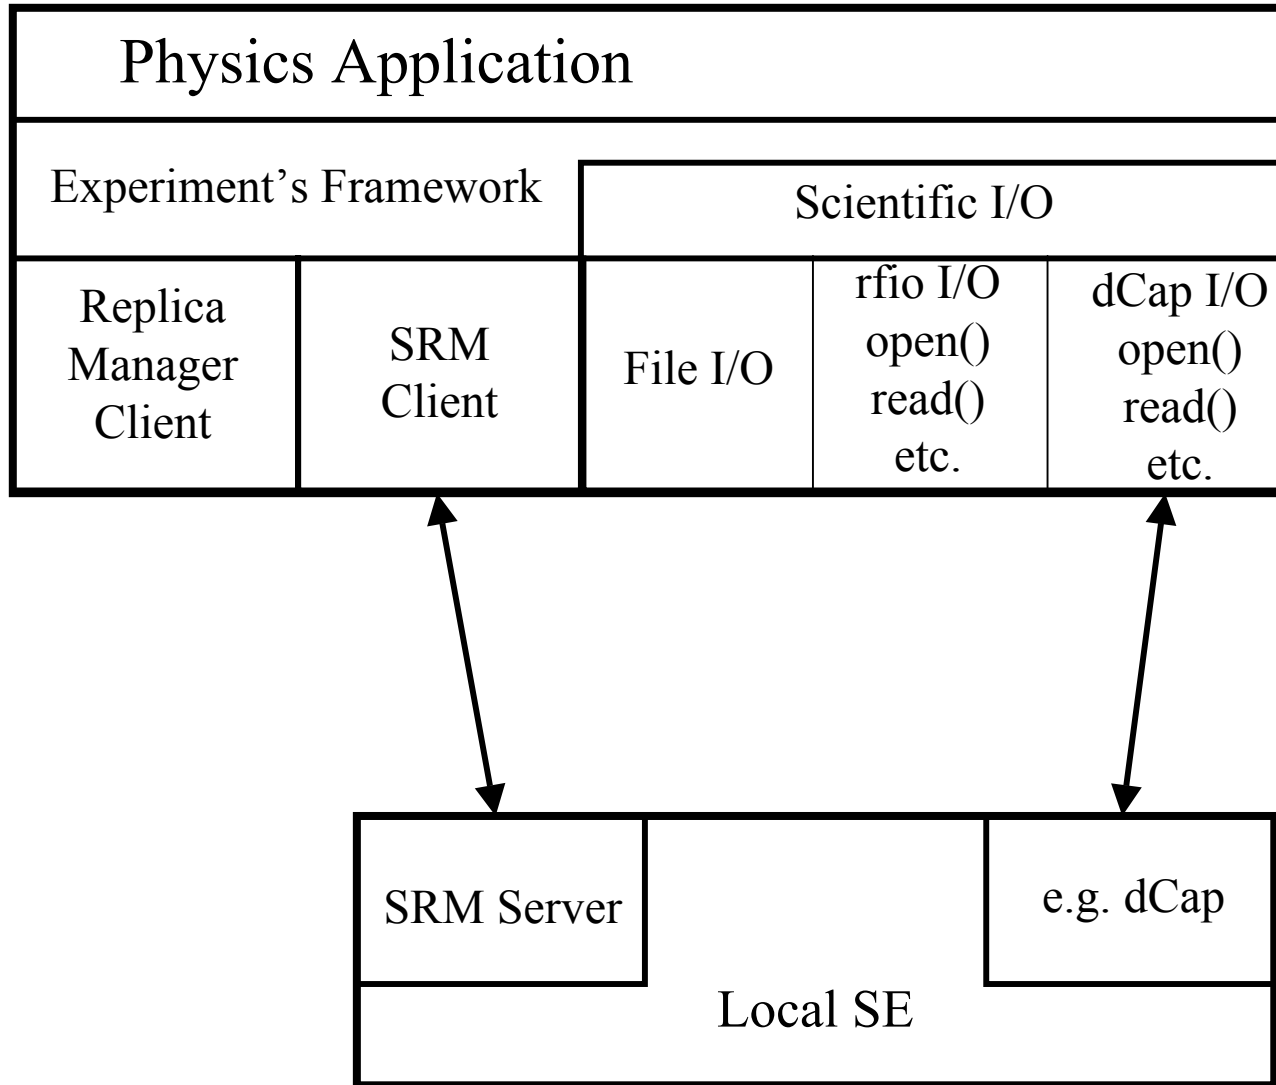 Physics Application
Experiment’s Framework
Scientific I/O
Replica
Manager
Client
SRM
Client
File I/O
rfio I/O
open()
read()
etc.
dCap I/O
open()
read()
etc.
SRM Server
e.g. dCap
Local SE